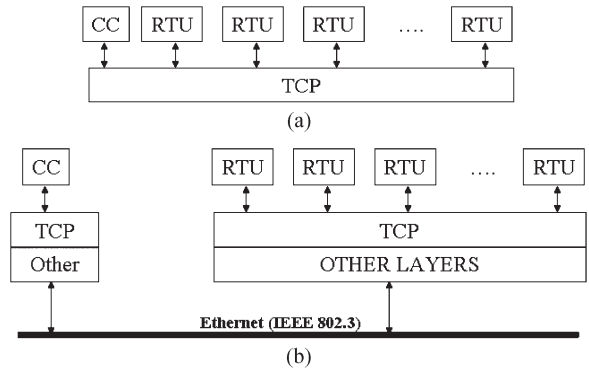 CC RTU RTU RTU .... RTU
TCP
(a)
CC RTU RTU RTU .... RTU
TCP TCP
Other OTHER LAYERS
Ethernet (IEEE 802.3)
(b)